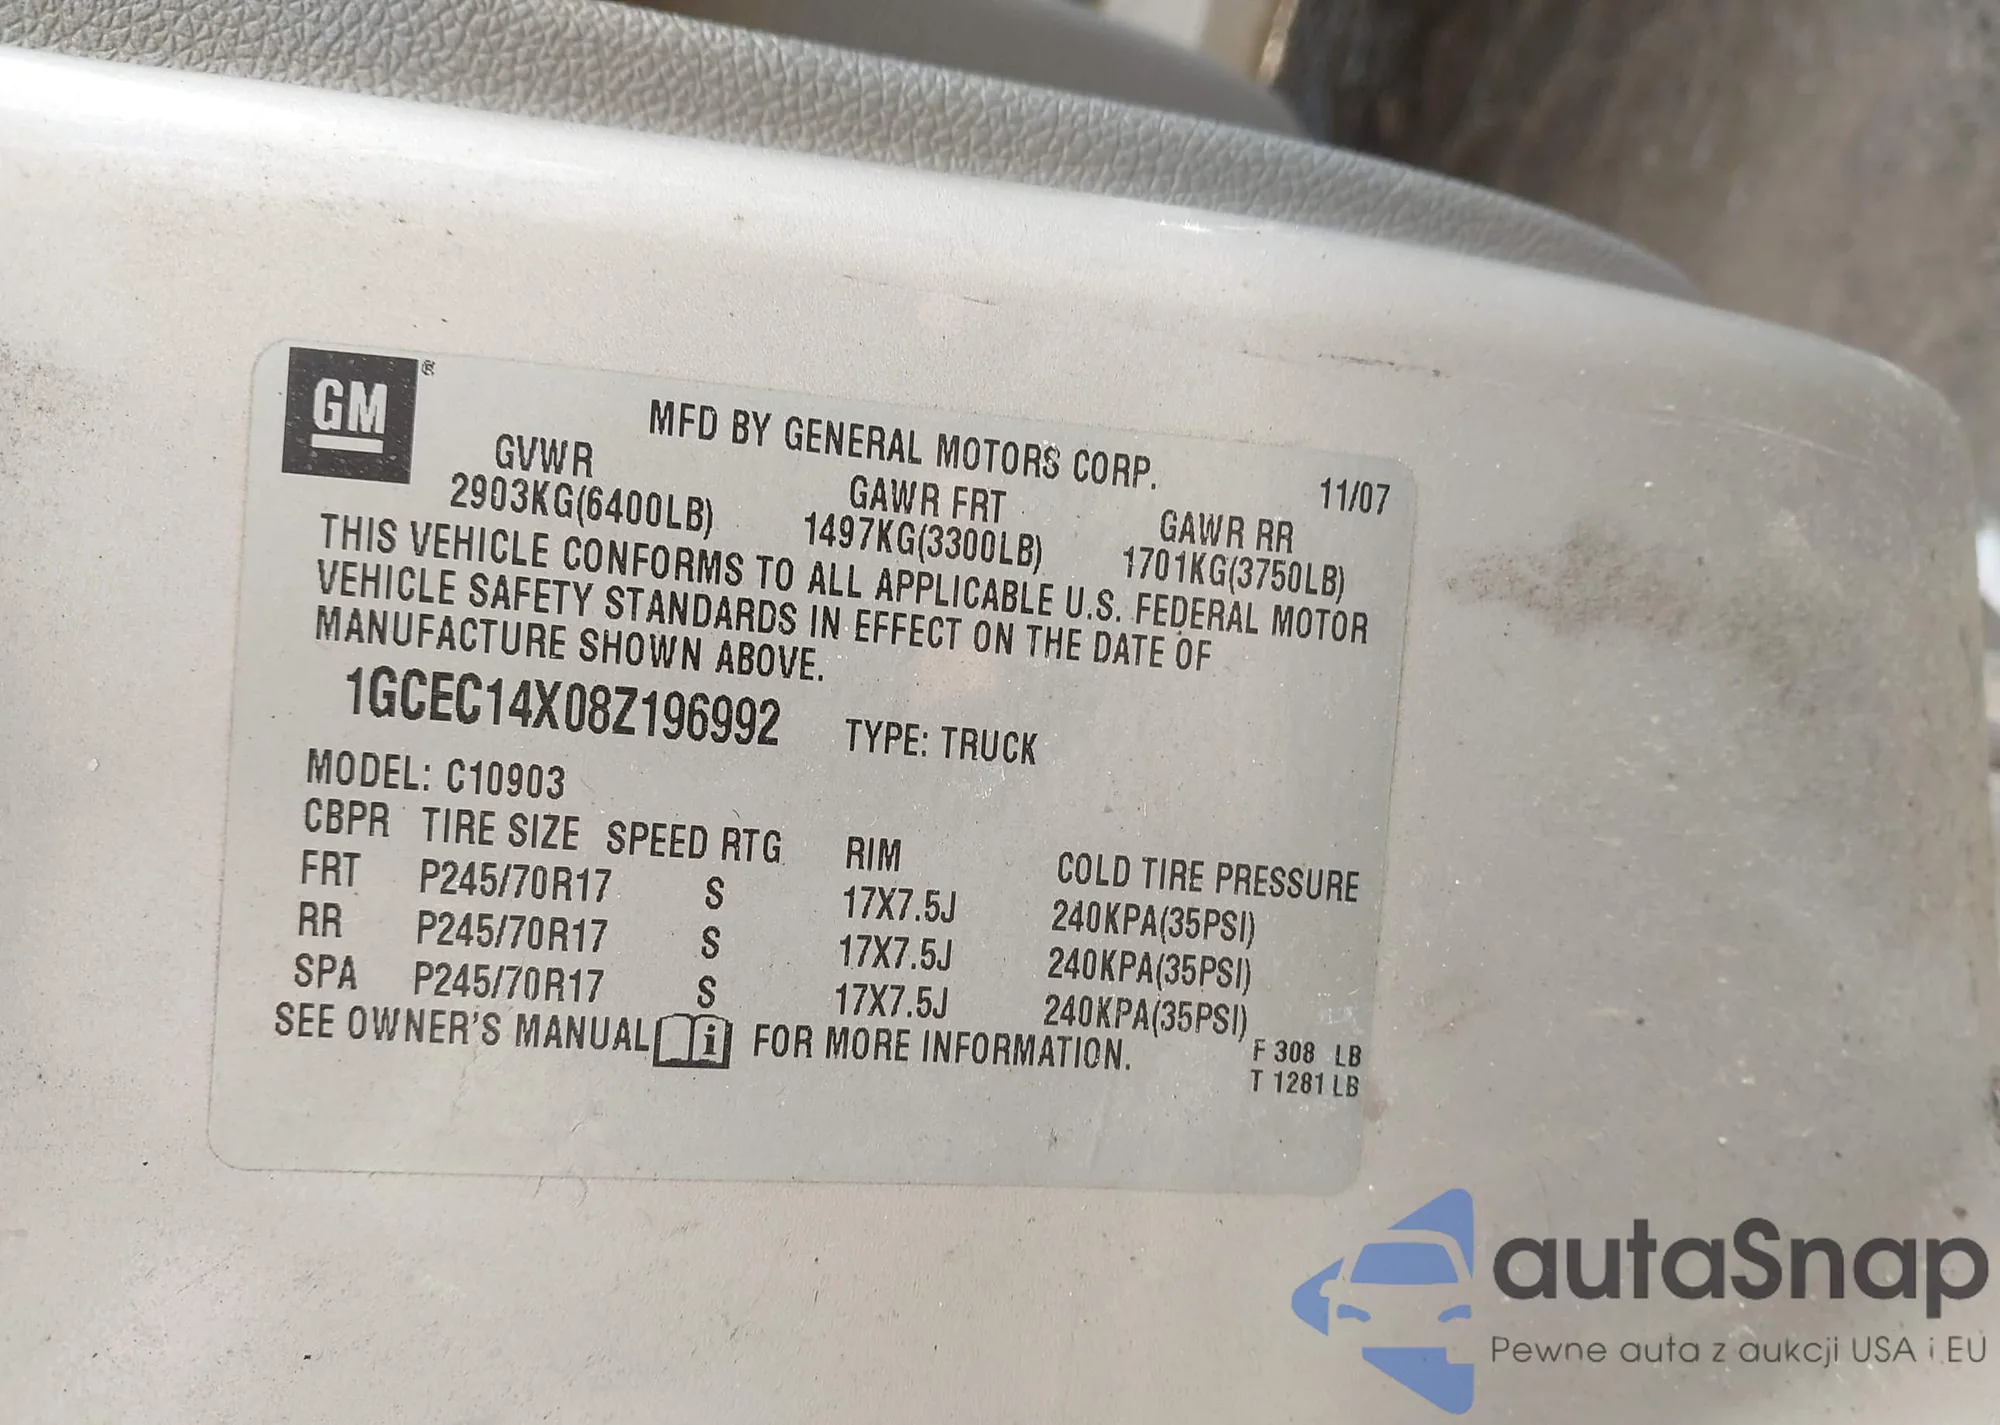 GM®
MFD BY GENERAL MOTORS CORP.
11/07
GVWR GAWR FRT GAWR RR
2903KG(6400LB) 1497KG(3300LB) 1701KG(3750LB)
THIS VEHICLE CONFORMS TO ALL APPLICABLE U.S. FEDERAL MOTOR
VEHICLE SAFETY STANDARDS IN EFFECT ON THE DATE OF
MANUFACTURE SHOWN ABOVE.
1GCEC14X08Z196992 TYPE: TRUCK
MODEL: C10903
CBPR TIRE SIZE SPEED RTG RIM COLD TIRE PRESSURE
FRT P245/70R17 S 17X7.5J 240KPA(35PSI)
RR P245/70R17 S 17X7.5J 240KPA(35PSI)
SPA P245/70R17 S 17X7.5J 240KPA(35PSI)
SEE OWNER'S MANUAL i FOR MORE INFORMATION.
F 308 LB
T 1281 LB
autaSnap
Pewne auta z aukcji USA i EU